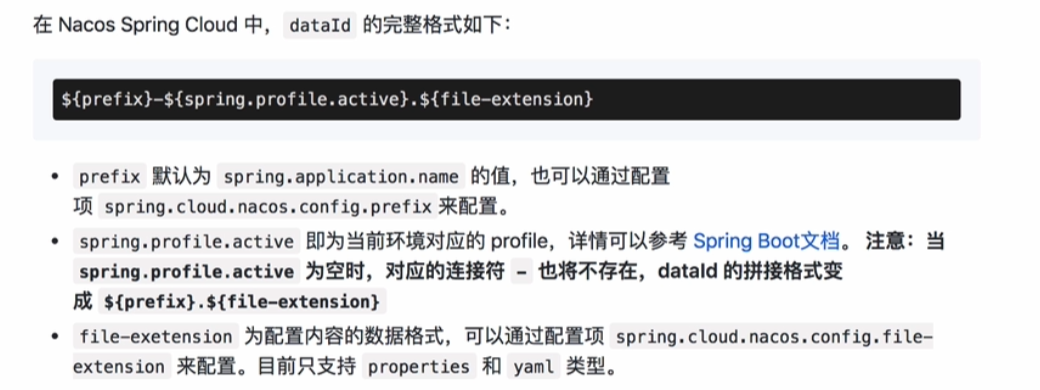 在 Nacos Spring Cloud 中，dataId 的完整格式如下：
${prefix}-${spring.profile.active}.${file-extension}
• prefix 默认为 spring.application.name 的值，也可以通过配置
项 spring.cloud.nacos.config.prefix来配置。
• spring.profile.active 即为当前环境对应的 profile，详情可以参考 Spring Boot文档。 注意：当
spring.profile.active 为空时，对应的连接符 - 也将不存在，dataId 的拼接格式变
成 ${prefix}.${file-extension}
• file-exetension 为配置内容的数据格式，可以通过配置项 spring.cloud.nacos.config.file-
extension 来配置。目前只支持 properties 和 yaml 类型。